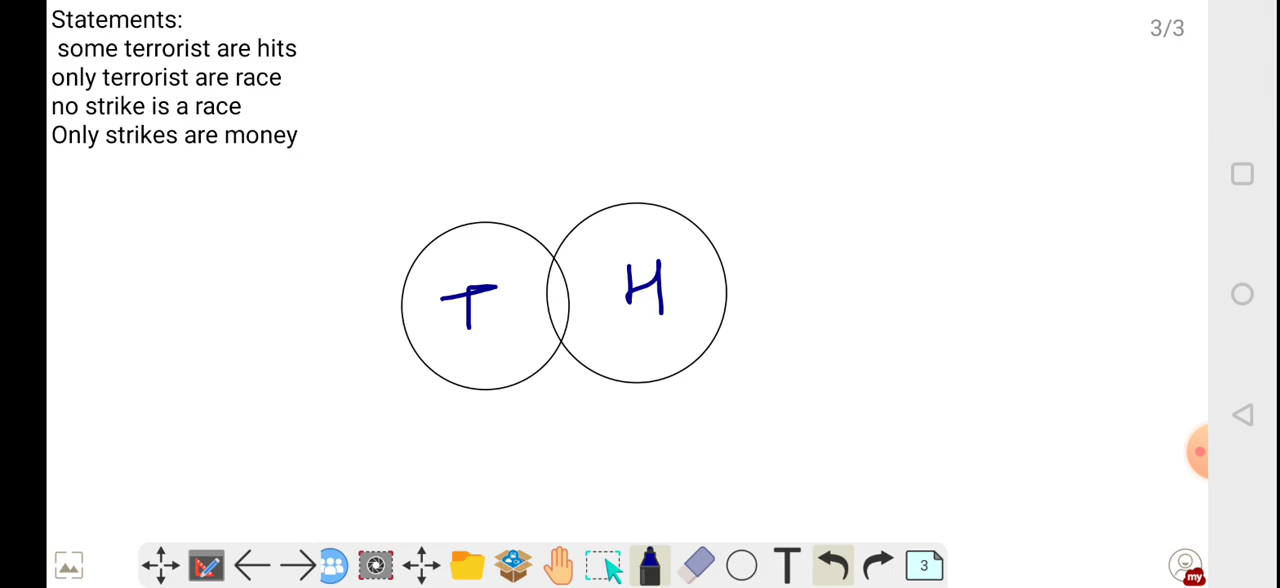 Statements:
some terrorist are hits
only terrorist are race
no strike is a race
Only strikes are money
3/3
T
H
T
3
my